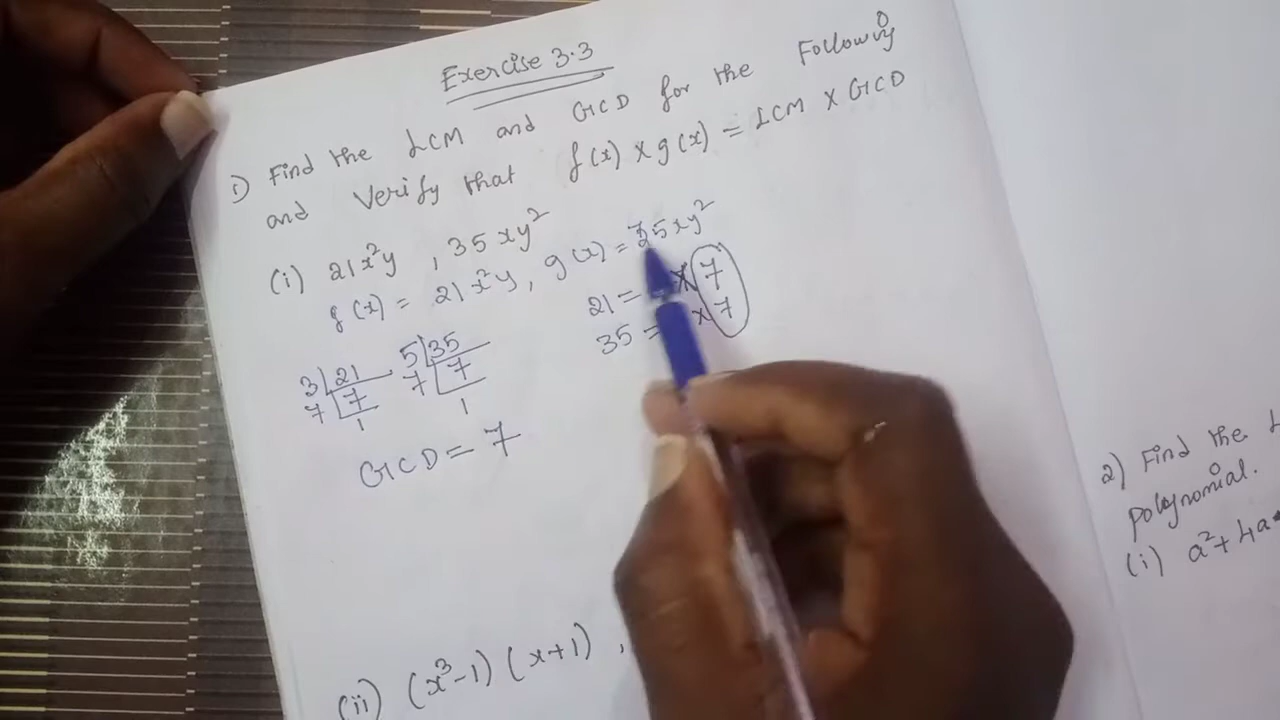 Exercise 3.3
1) Find the LCM and GCD for the Following
and Verify that f(x) x g(x) = LCM X GCD
(i) 21x²y , 35xy²
f(x) = 21x²y, g(x) = 35xy²
21 = x 7
35 = x 7
3 21 5 35
7 7 7 7
1 1
GCD = 7
(ii) (x³-1) (x+1) ,
2) Find the L
polynomial.
(i) a²+4a